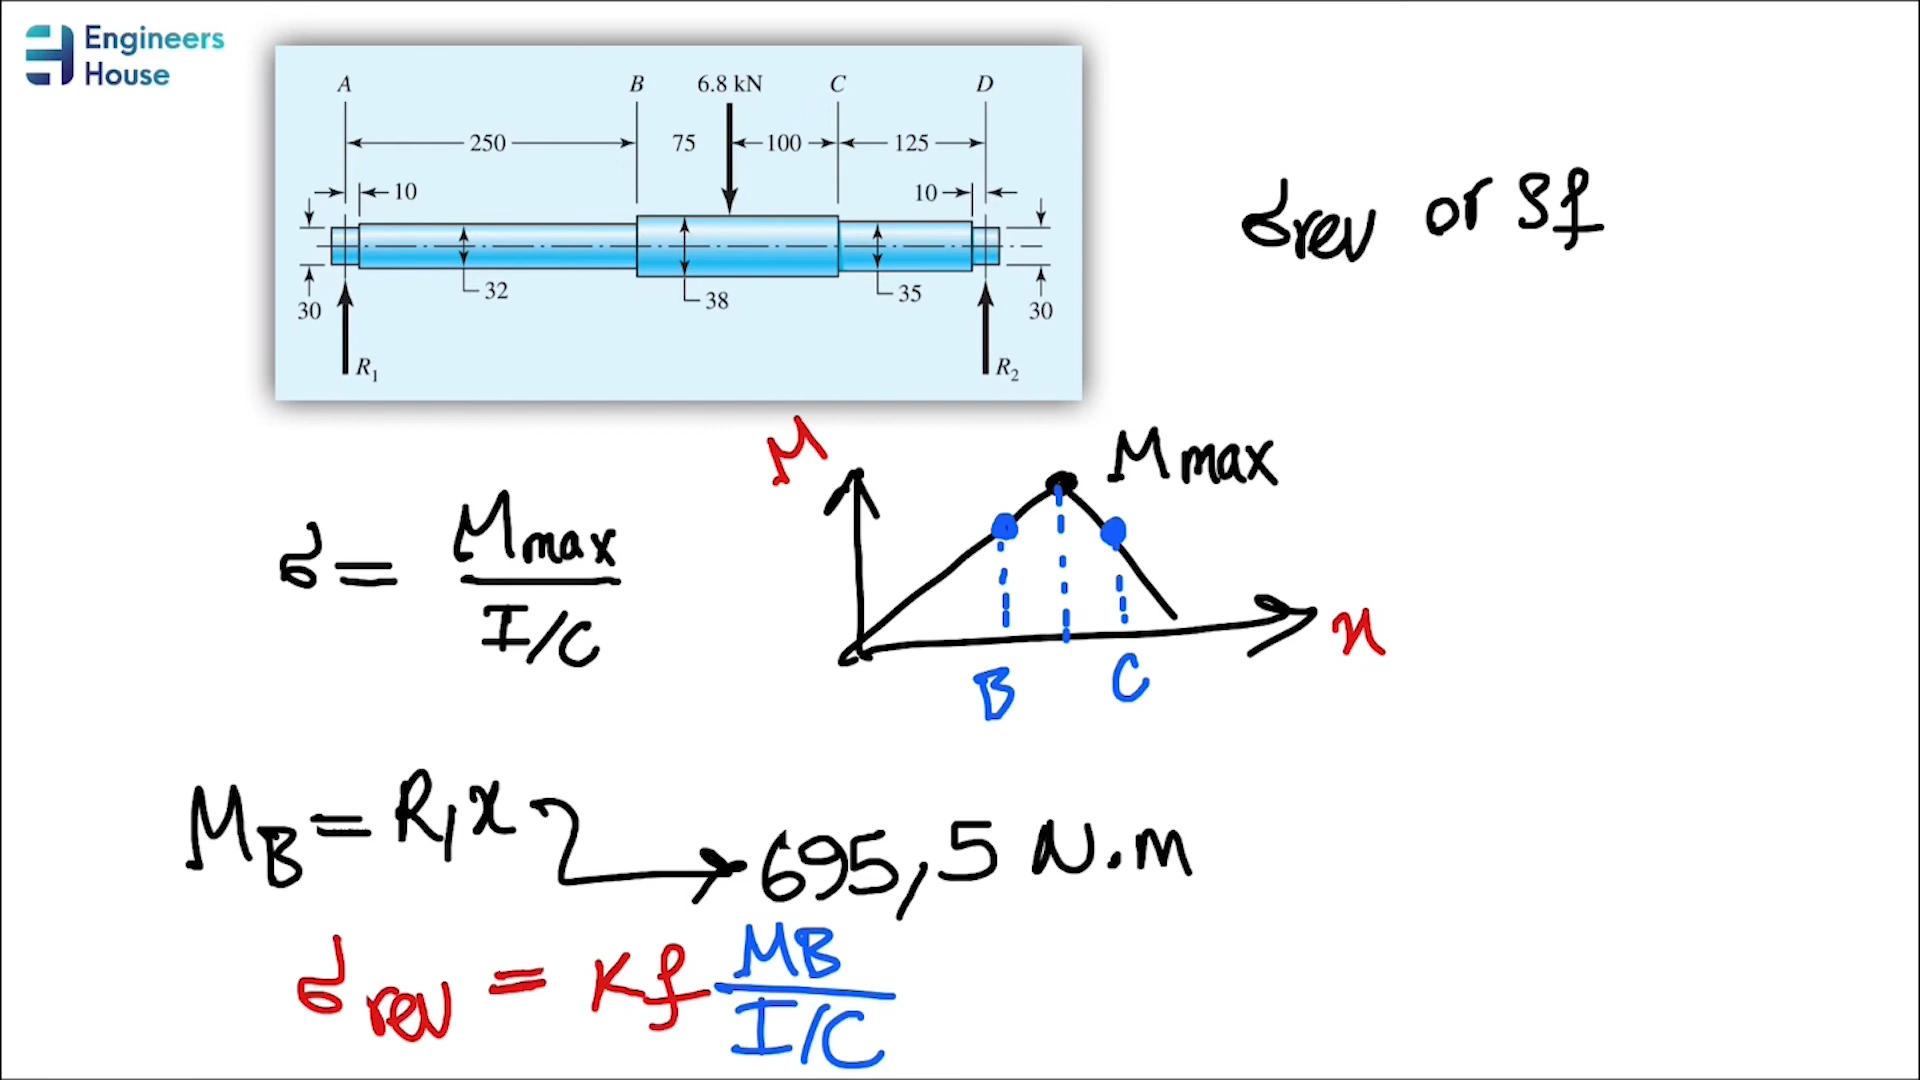 Engineers
House
A B 6.8 kN C D
250 75 100 125
10 10
32 38 35
30 30
R1 R2
σrev or Sf
M Mmax
σ = Mmax
I/C
x
B C
MB = R1x → 695,5 N.m
σrev = Kf MB
I/C